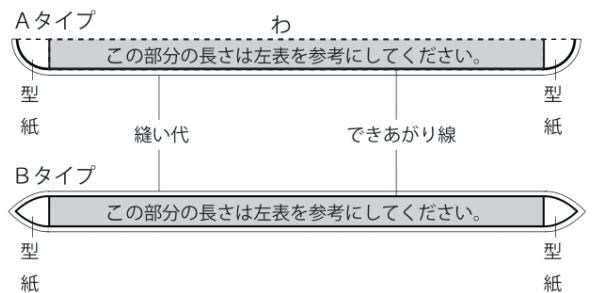 Aタイプ
わ
この部分の長さは左表を参考にしてください。
型紙
型紙
縫い代
できあがり線
Bタイプ
この部分の長さは左表を参考にしてください。
型紙
型紙